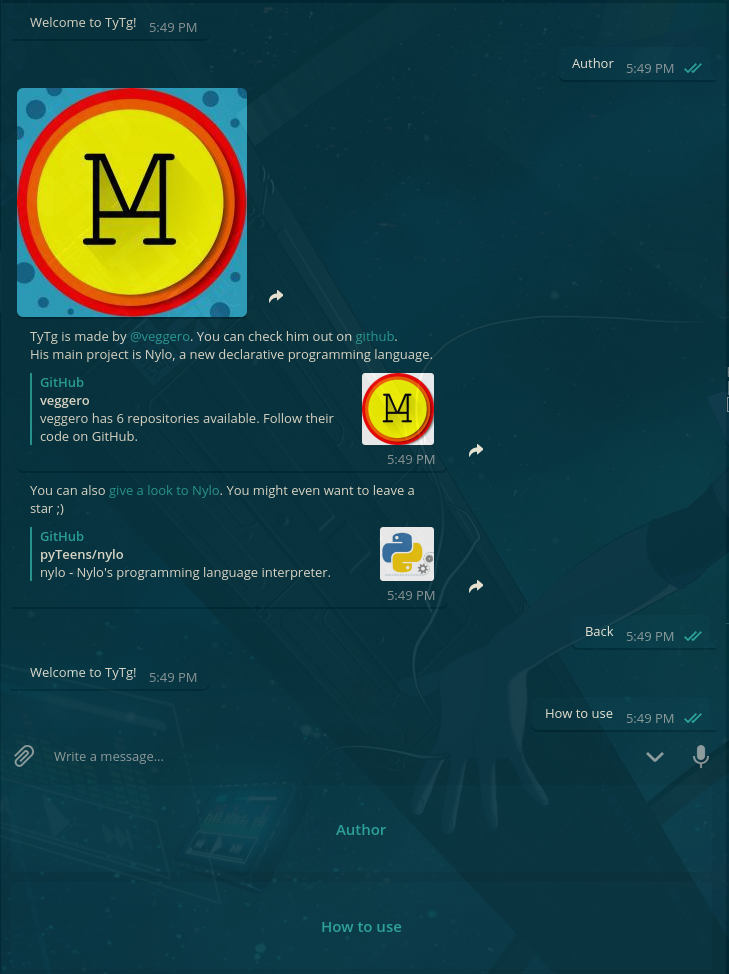 Welcome to TyTg! 5:49 PM
Author 5:49 PM
TyTg is made by @veggero. You can check him out on github.
His main project is Nylo, a new declarative programming language.
GitHub
veggero
veggero has 6 repositories available. Follow their
code on GitHub.
5:49 PM
You can also give a look to Nylo. You might even want to leave a
star ;)
GitHub
pyTeens/nylo
nylo - Nylo's programming language interpreter.
5:49 PM
Back 5:49 PM
Welcome to TyTg! 5:49 PM
How to use 5:49 PM
Write a message...
Author
How to use